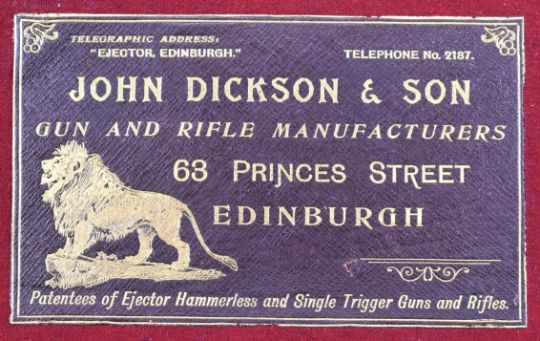 TELEGRAPHIC ADDRESS:
"EJECTOR, EDINBURGH."
TELEPHONE No. 2187.
JOHN DICKSON & SON
GUN AND RIFLE MANUFACTURERS
63 PRINCES STREET
EDINBURGH
Patentees of Ejector Hammerless and Single Trigger Guns and Rifles.